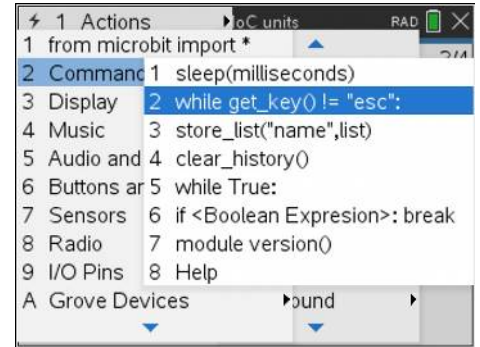 1 Actions
oC units
RAD
1 from microbit import *
2/4
2 Command
1 sleep(milliseconds)
3 Display
2 while get_key() != "esc":
4 Music
3 store_list("name",list)
5 Audio and
4 clear_history()
6 Buttons ar
5 while True:
7 Sensors
6 if <Boolean Expresion>: break
8 Radio
7 module version()
9 I/O Pins
8 Help
A Grove Devices
ound